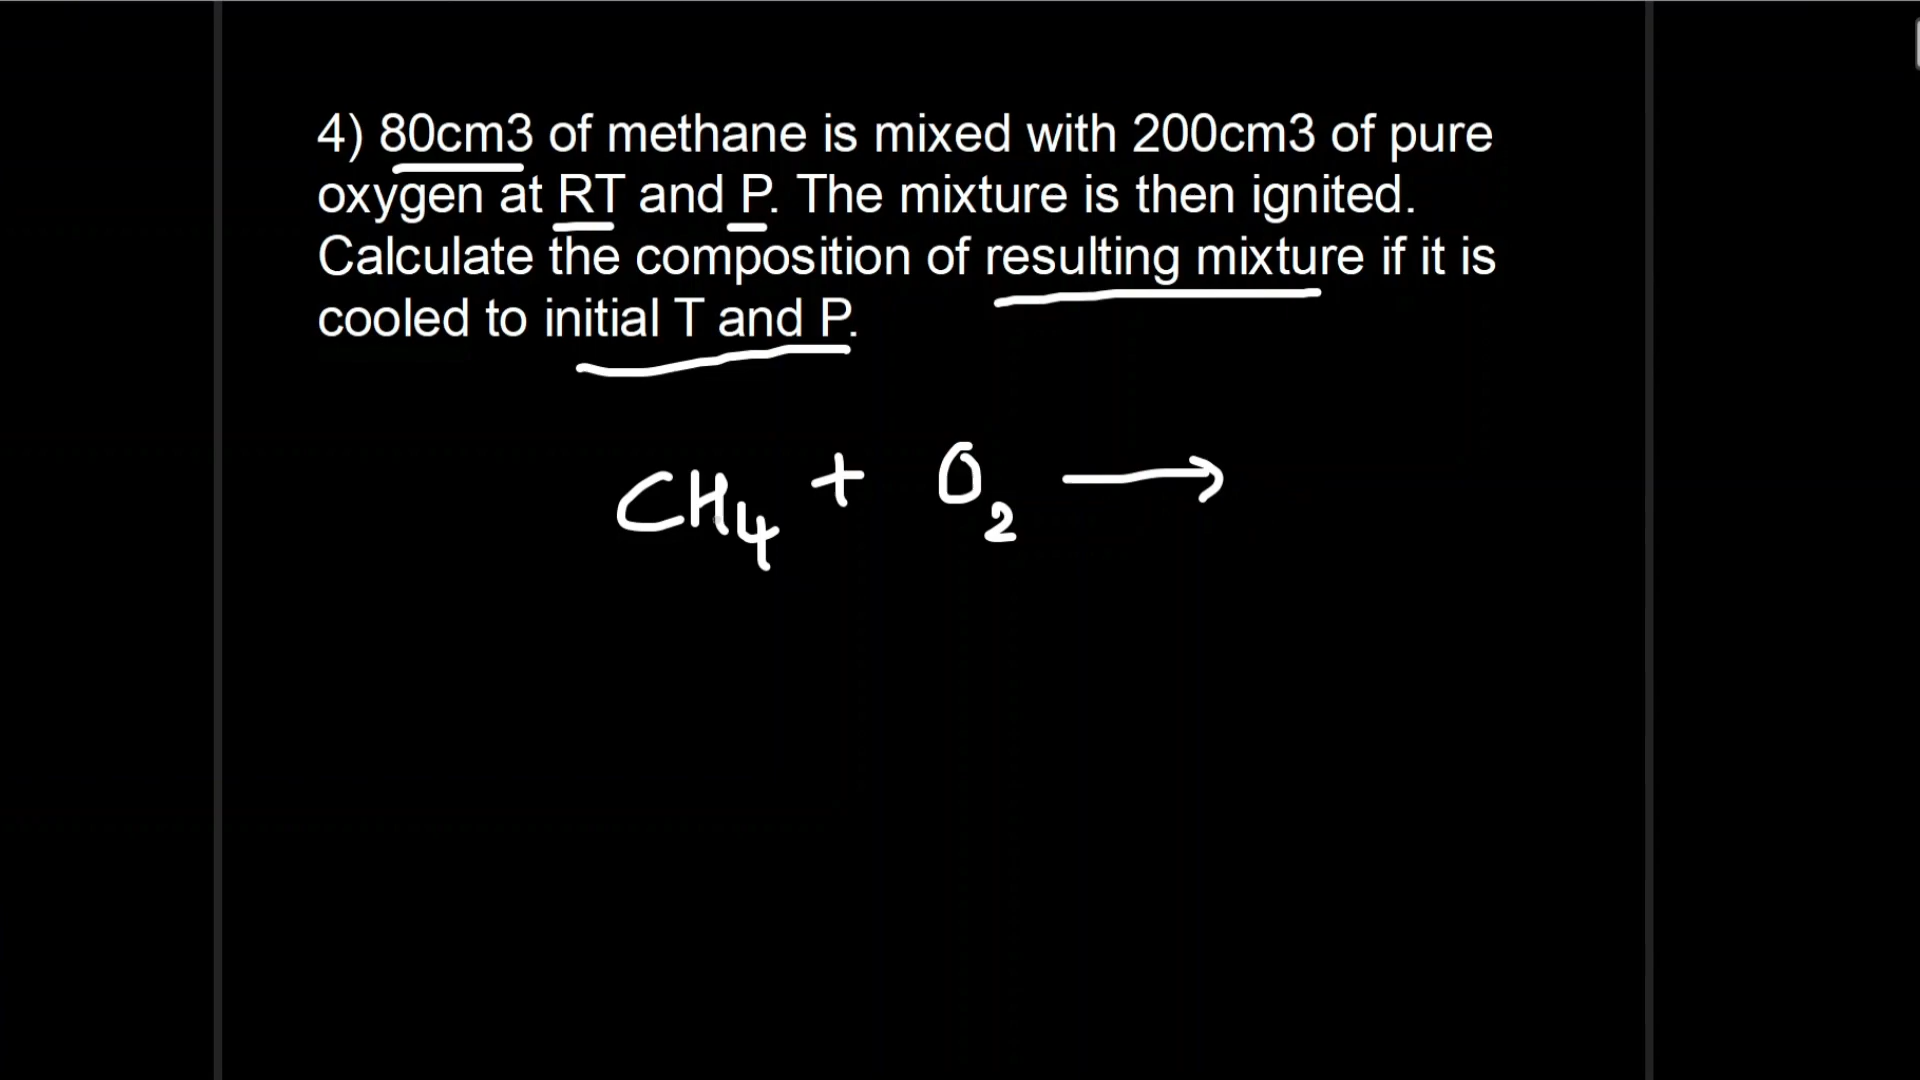 4) 80cm3 of methane is mixed with 200cm3 of pure
oxygen at RT and P. The mixture is then ignited.
Calculate the composition of resulting mixture if it is
cooled to initial T and P.
CH₄ + O₂ →